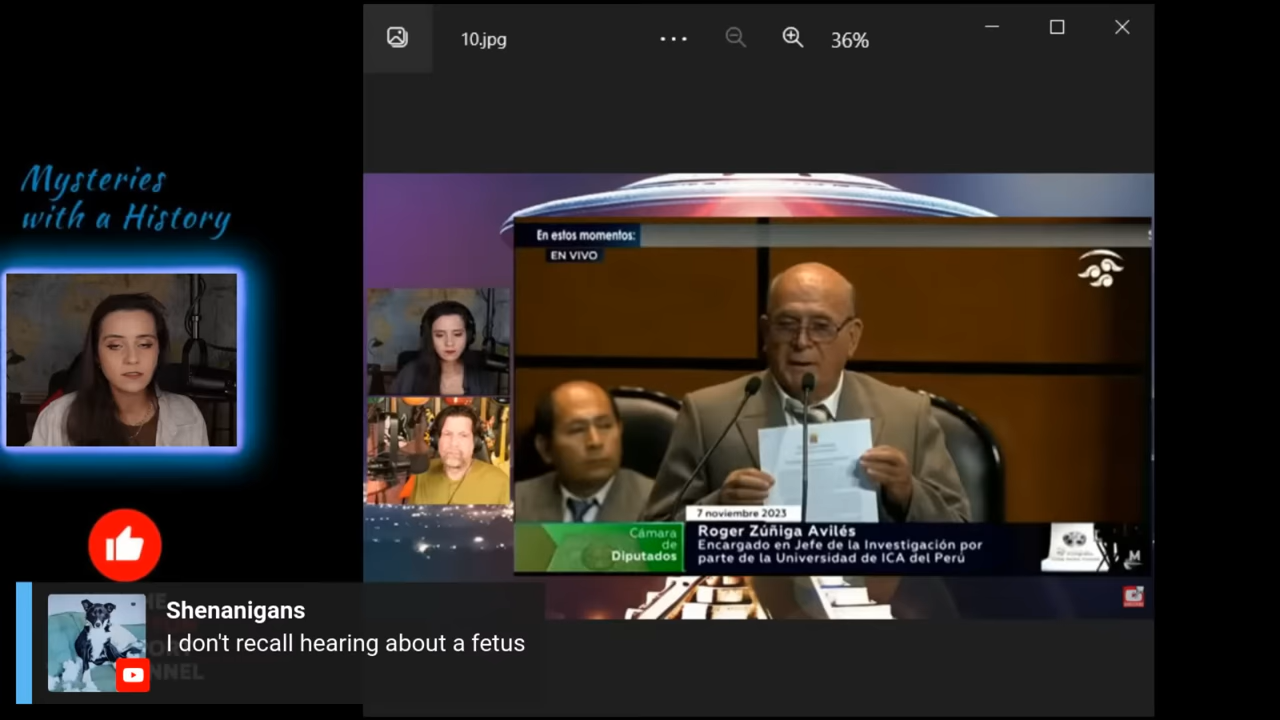 10.jpg
36%
Mysteries
with a History
En estos momentos:
EN VIVO
7 noviembre 2023
Cámara
de
Diputados
Roger Zúñiga Avilés
Encargado en Jefe de la Investigación por
parte de la Universidad de ICA del Perú
Shenanigans
I don't recall hearing about a fetus